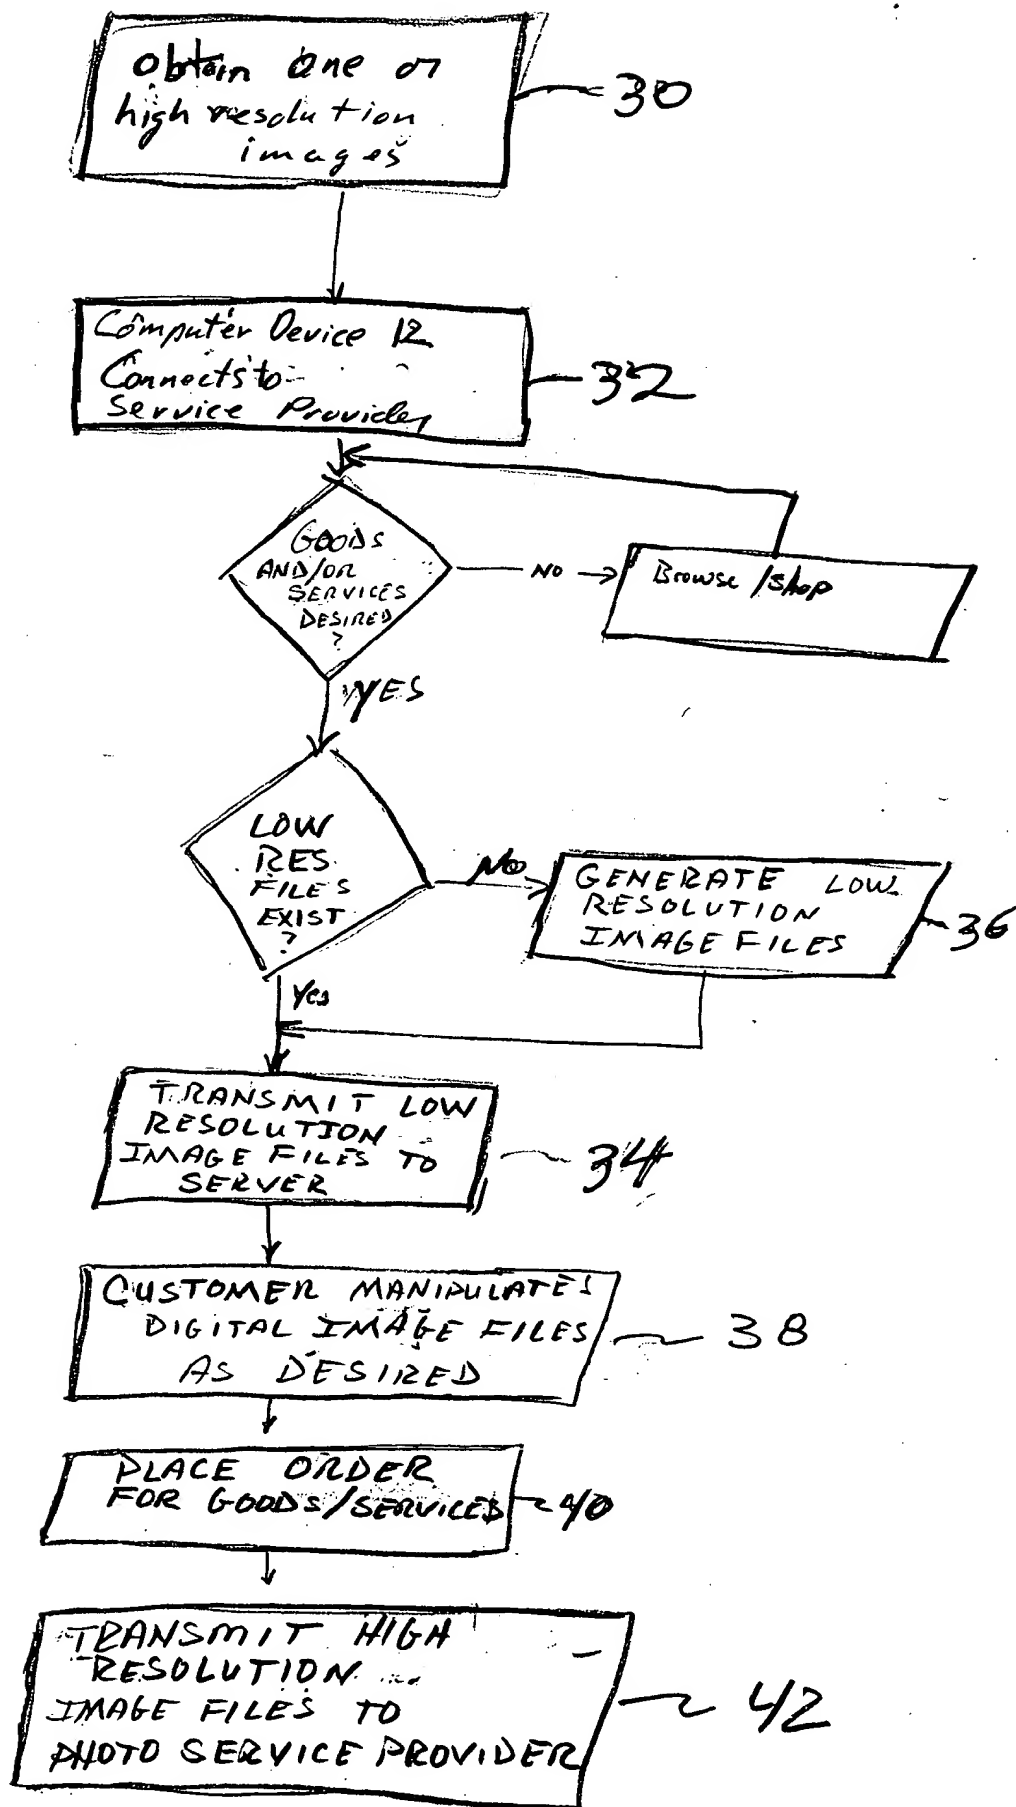 obtain one or
high resolution
images
30
Computer Device 12
Connects to
Service Provider
32
GOODS
AND/OR
SERVICES
DESIRED
?
NO
Browse/shop
YES
LOW
RES
FILES
EXIST
?
No
GENERATE LOW
RESOLUTION
IMAGE FILES
36
Yes
TRANSMIT LOW
RESOLUTION
IMAGE FILES TO
SERVER
34
CUSTOMER MANIPULATES
DIGITAL IMAGE FILES
AS DESIRED
38
PLACE ORDER
FOR GOODS/SERVICES
40
TRANSMIT HIGH
RESOLUTION
IMAGE FILES TO
PHOTO SERVICE PROVIDER
42